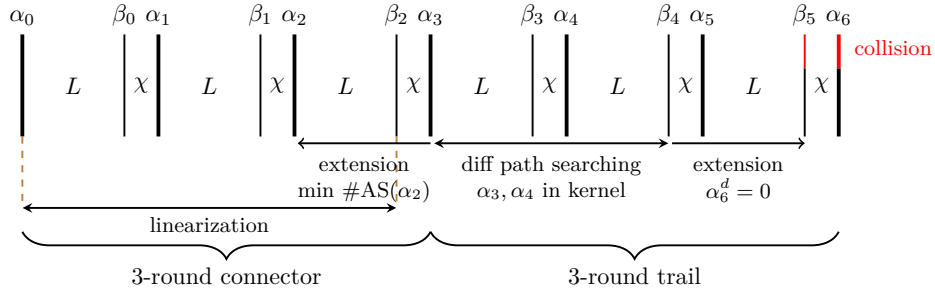 α₀ β₀ α₁ β₁ α₂ β₂ α₃ β₃ α₄ β₄ α₅ β₅ α₆
collision
L χ L χ L χ L χ L χ L χ
extension diff path searching extension
min #AS(α₂) α₃, α₄ in kernel α₆ᵈ = 0
linearization
3-round connector 3-round trail